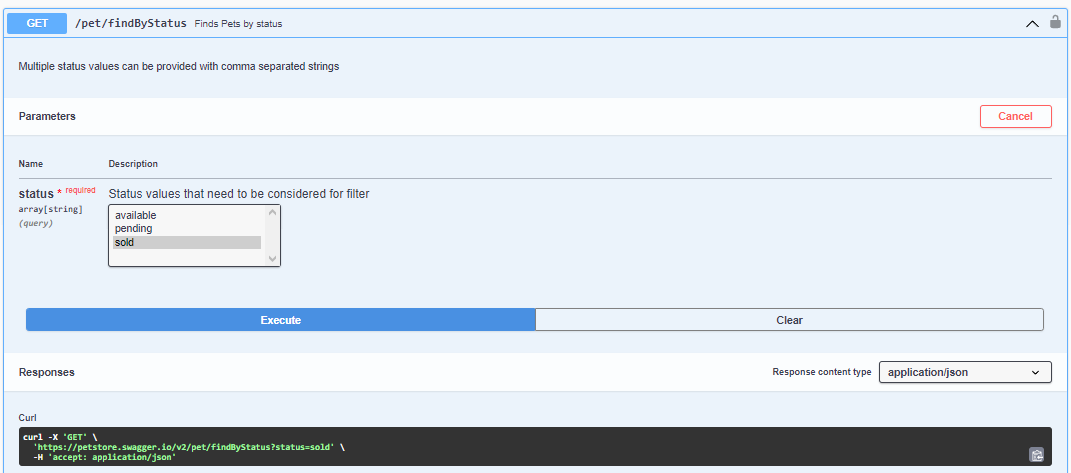 GET /pet/findByStatus Finds Pets by status
Multiple status values can be provided with comma separated strings
Parameters Cancel
Name Description
status * required Status values that need to be considered for filter
array[string]
(query)
available
pending
sold
Execute Clear
Responses Response content type application/json
Curl
curl -X 'GET' \
'https://petstore.swagger.io/v2/pet/findByStatus?status=sold' \
-H 'accept: application/json'